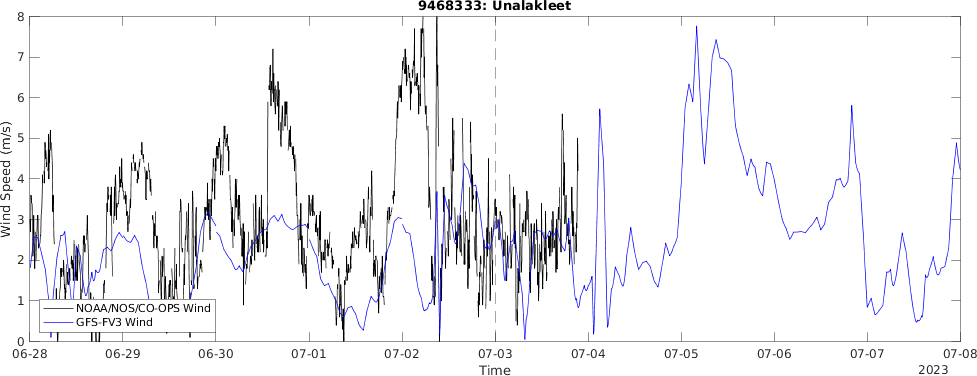 9468333: Unalakleet
Wind Speed (m/s)
8
7
6
5
4
3
2
1
0
NOAA/NOS/CO-OPS Wind
GFS-FV3 Wind
06-28 06-29 06-30 07-01 07-02 07-03 07-04 07-05 07-06 07-07 07-08
Time
2023